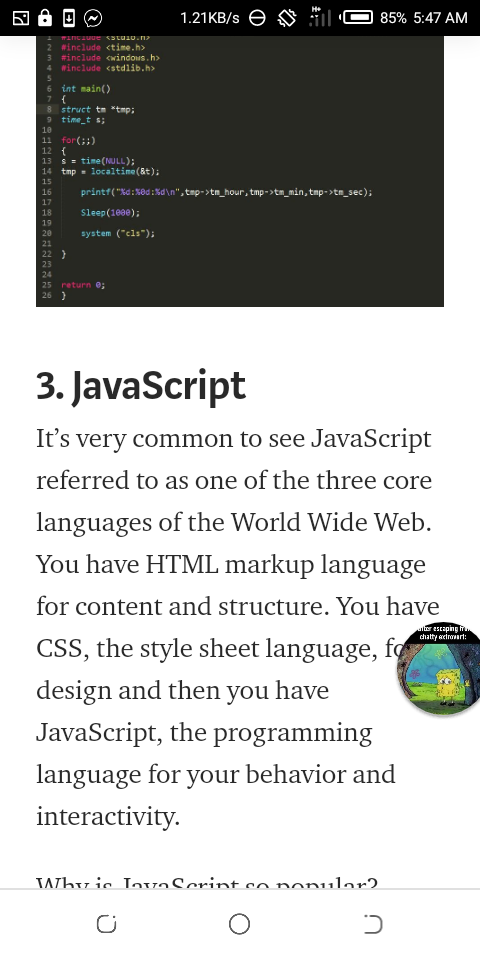 1.21KB/s 85% 5:47 AM
1 #include <stdio.h>
2 #include <time.h>
3 #include <windows.h>
4 #include <stdlib.h>
5
6 int main()
7 {
8 struct tm *tmp;
9 time_t s;
10
11 for(;;)
12 {
13 s = time(NULL);
14 tmp = localtime(&t);
15
16 printf("%d:%0d:%d\n",tmp->tm_hour,tmp->tm_min,tmp->tm_sec);
17
18 Sleep(1000);
19
20 system ("cls");
21
22 }
23
24
25 return 0;
26 }
3. JavaScript
It’s very common to see JavaScript
referred to as one of the three core
languages of the World Wide Web.
You have HTML markup language
for content and structure. You have
CSS, the style sheet language, fo
design and then you have
JavaScript, the programming
language for your behavior and
interactivity.
Why is JavaScript so popular?
after escaping fr
chatty extrovert: